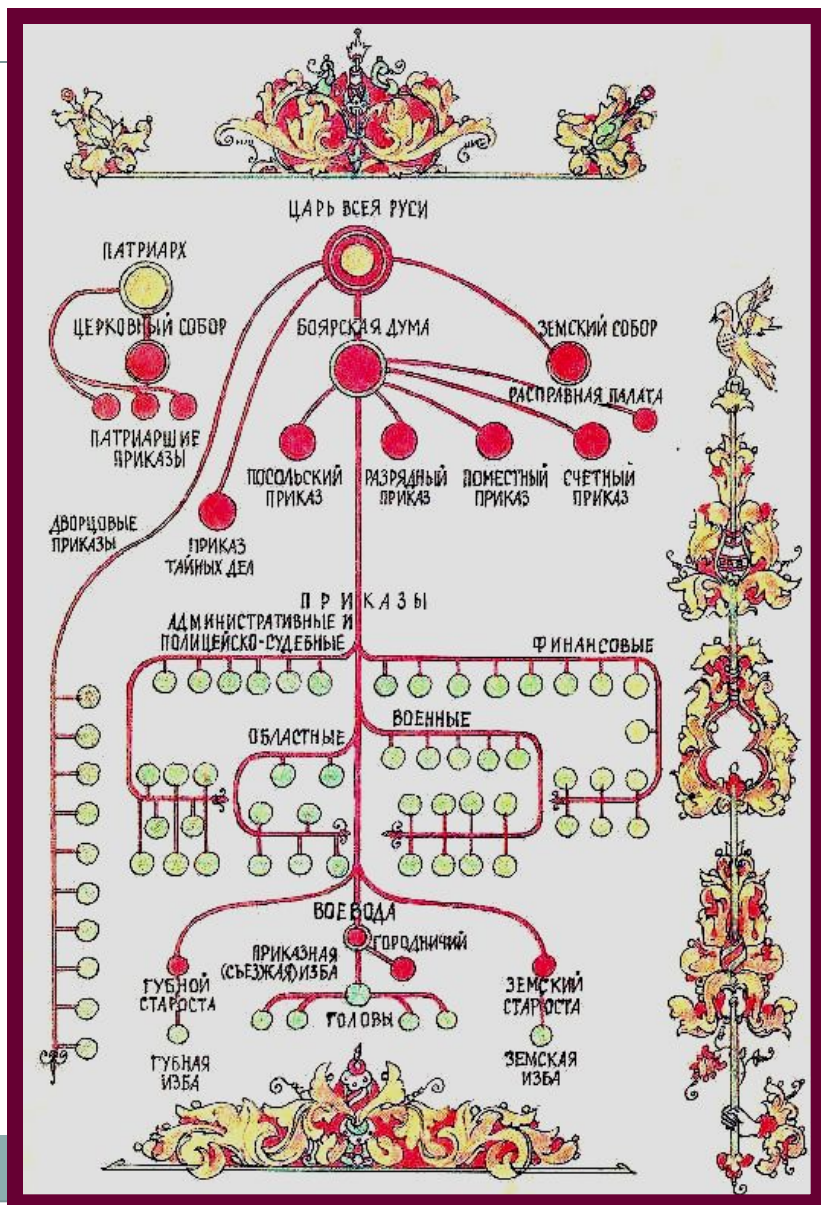 ЦАРЬ ВСЕЯ РУСИ
ПАТРИАРХ
ЦЕРКОВНЫЙ СОБОР
БОЯРСКАЯ ДУМА
ЗЕМСКИЙ СОБОР
РАСПРАВНАЯ ПАЛАТА
ПАТРИАРШИЕ
ПРИКАЗЫ
ПОСОЛЬСКИЙ
ПРИКАЗ
РАЗРЯДНЫЙ
ПРИКАЗ
ПОМЕСТНЫЙ
ПРИКАЗ
СЧЕТНЫЙ
ПРИКАЗ
ДВОРЦОВЫЕ
ПРИКАЗЫ
ПРИКАЗ
ТАЙНЫХ ДЕЛ
ПРИКАЗЫ
АДМИНИСТРАТИВНЫЕ И
ПОЛИЦЕЙСКО-СУДЕБНЫЕ
ФИНАНСОВЫЕ
ОБЛАСТНЫЕ
ВОЕННЫЕ
ВОЕВОДА
ГОРОДНИЧИЙ
ПРИКАЗНАЯ
(СЪЕЗЖАЯ) ИЗБА
ГУБНОЙ
СТАРОСТА
ГОЛОВЫ
ЗЕМСКИЙ
СТАРОСТА
ГУБНАЯ
ИЗБА
ЗЕМСКАЯ
ИЗБА